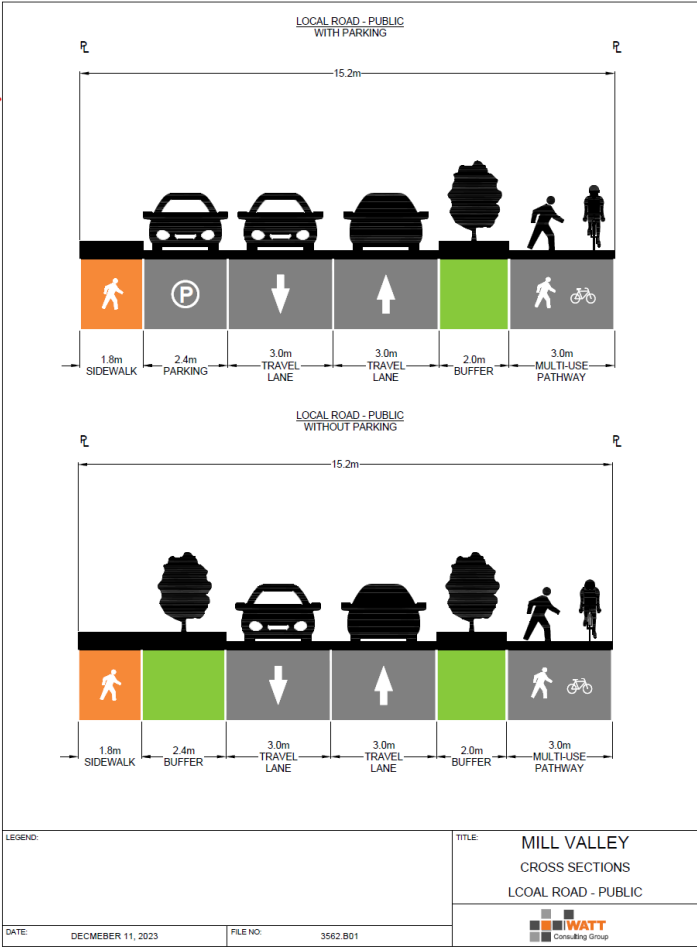 LOCAL ROAD - PUBLIC
WITH PARKING
PL PL
15.2m
P
1.8m
SIDEWALK
2.4m
PARKING
3.0m
TRAVEL
LANE
3.0m
TRAVEL
LANE
2.0m
BUFFER
3.0m
MULTI-USE
PATHWAY
LOCAL ROAD - PUBLIC
WITHOUT PARKING
PL PL
15.2m
1.8m
SIDEWALK
2.4m
BUFFER
3.0m
TRAVEL
LANE
3.0m
TRAVEL
LANE
2.0m
BUFFER
3.0m
MULTI-USE
PATHWAY
LEGEND:
TITLE:
MILL VALLEY
CROSS SECTIONS
LCOAL ROAD - PUBLIC
DATE: DECMEBER 11, 2023
FILE NO: 3562.B01
WATT
Consulting Group